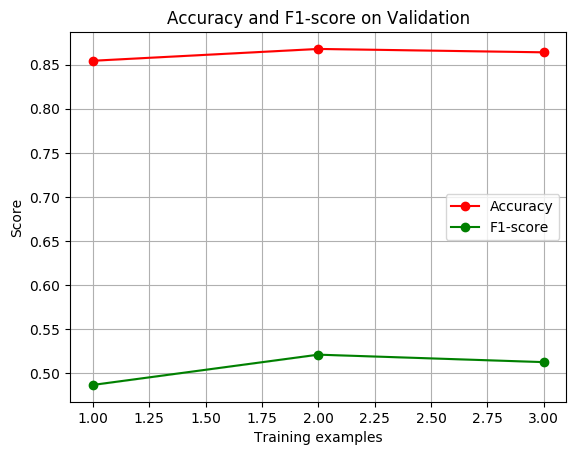 Accuracy and F1-score on Validation
0.85
0.80
0.75
0.70
0.65
0.60
0.55
0.50
Score
Accuracy
F1-score
1.00 1.25 1.50 1.75 2.00 2.25 2.50 2.75 3.00
Training examples